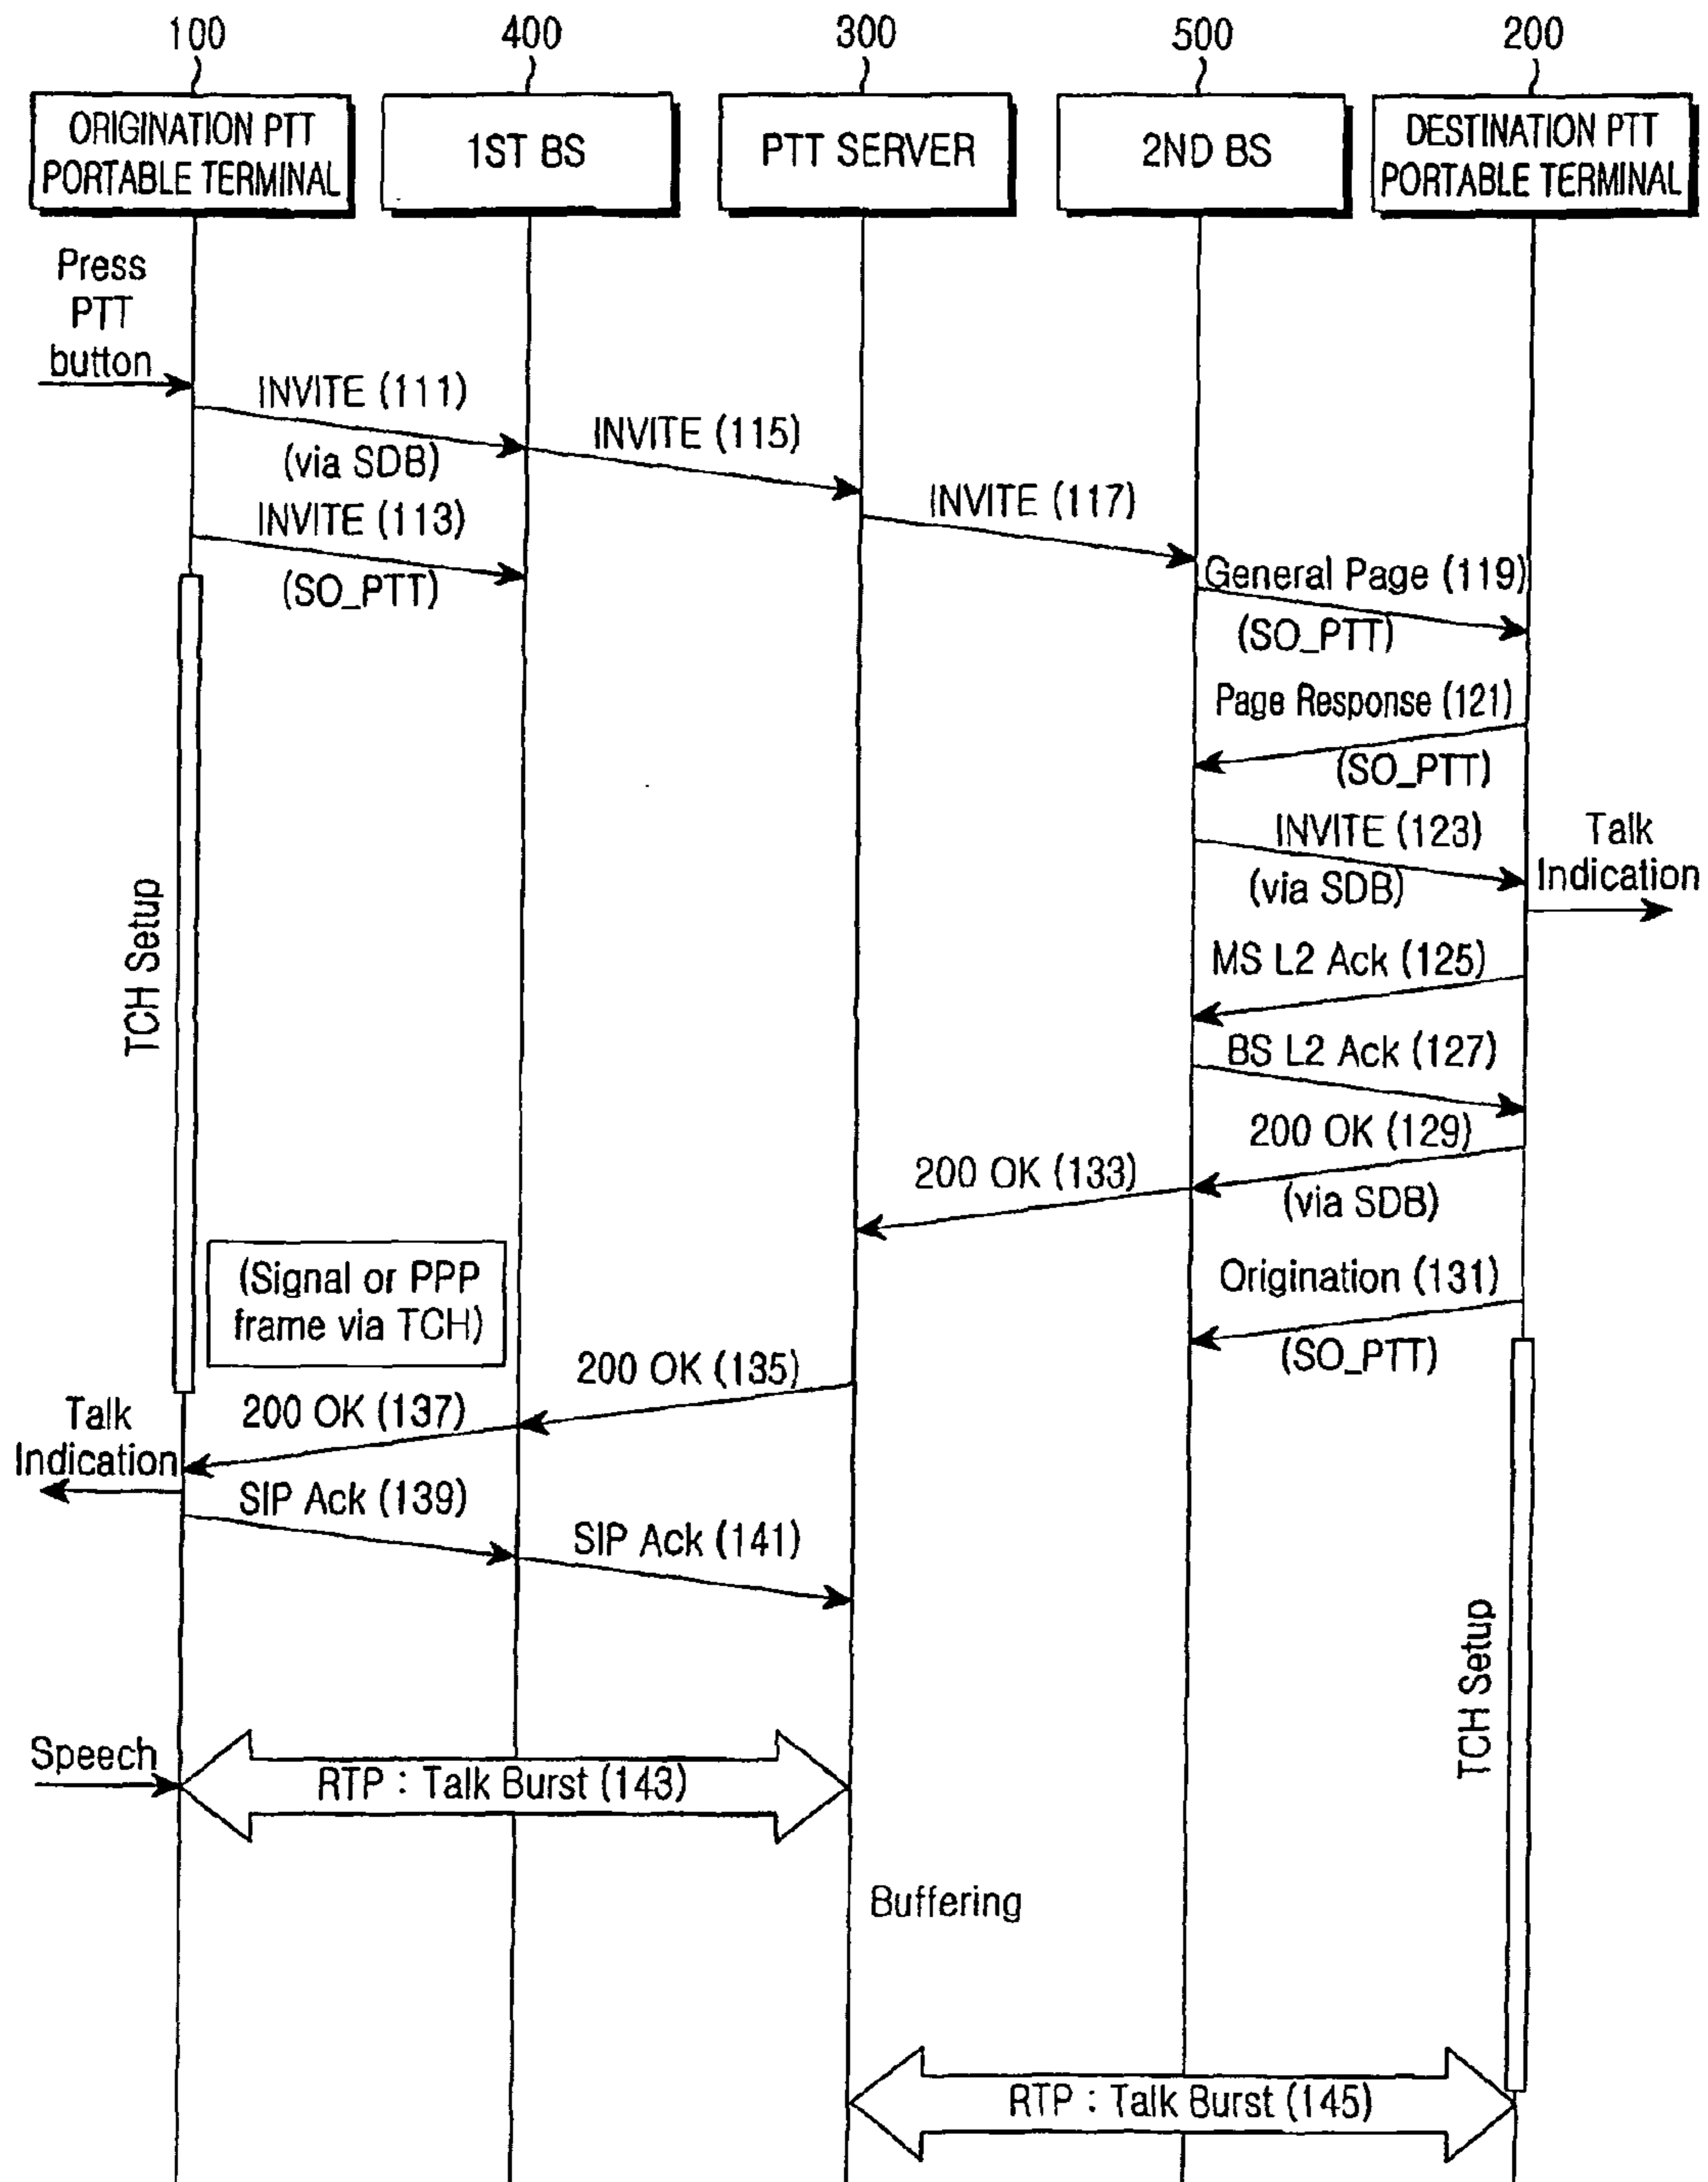 100
400
300
500
200
ORIGINATION PTT
PORTABLE TERMINAL
1ST BS
PTT SERVER
2ND BS
DESTINATION PTT
PORTABLE TERMINAL
Press
PTT
button
INVITE (111)
(via SDB)
INVITE (115)
INVITE (113)
(SO_PTT)
INVITE (117)
General Page (119)
(SO_PTT)
Page Response (121)
(SO_PTT)
INVITE (123)
(via SDB)
Talk
Indication
TCH Setup
MS L2 Ack (125)
BS L2 Ack (127)
200 OK (129)
(via SDB)
200 OK (133)
Origination (131)
(SO_PTT)
(Signal or PPP
frame via TCH)
200 OK (135)
200 OK (137)
Talk
Indication
SIP Ack (139)
SIP Ack (141)
TCH Setup
Speech
RTP : Talk Burst (143)
Buffering
RTP : Talk Burst (145)